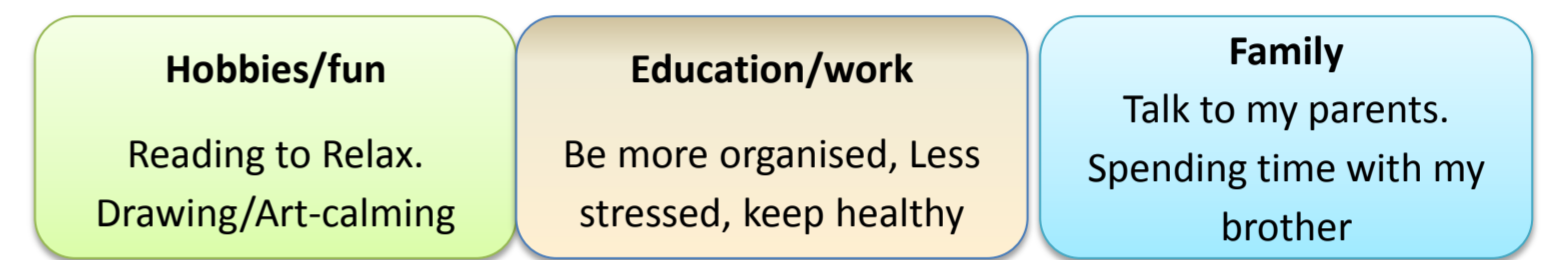 Hobbies/fun
Reading to Relax.
Drawing/Art-calming
Education/work
Be more organised, Less
stressed, keep healthy
Family
Talk to my parents.
Spending time with my
brother